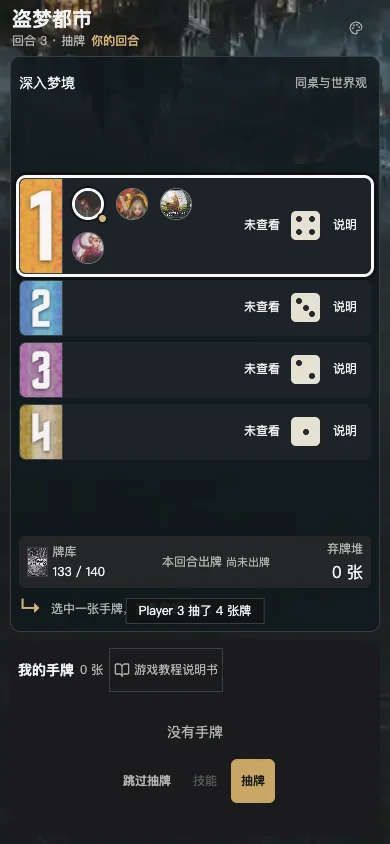 盗梦都市
回合 3 · 抽牌 你的回合
深入梦境
同桌与世界观
1
未查看
说明
2
未查看
说明
3
未查看
说明
4
未查看
说明
牌库
133 / 140
本回合出牌 尚未出牌
弃牌堆
0 张
选中一张手牌
Player 3 抽了 4 张牌
我的手牌 0 张
游戏教程说明书
没有手牌
跳过抽牌
技能
抽牌